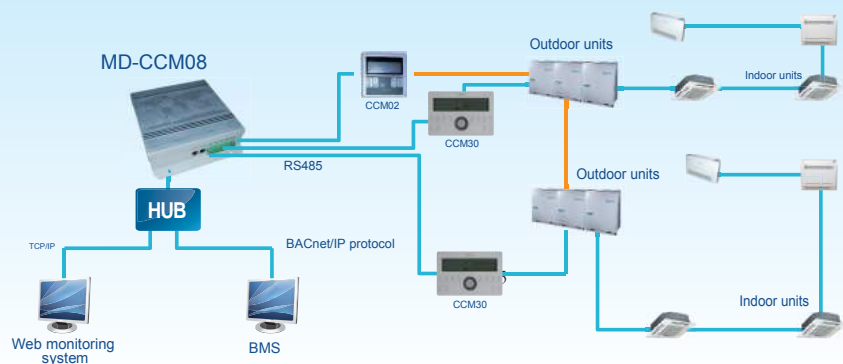 MD-CCM08
Outdoor units
Indoor units
CCM02
CCM30
RS485
Outdoor units
HUB
TCP/IP
BACnet/IP protocol
CCM30
Indoor units
Web monitoring
system
BMS